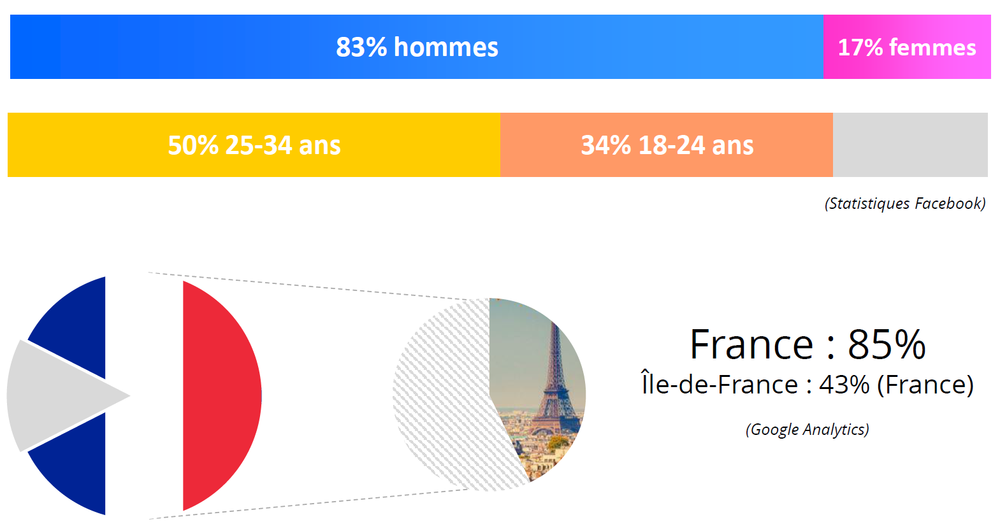 83% hommes
17% femmes
50% 25-34 ans
34% 18-24 ans
(Statistiques Facebook)
France : 85%
Île-de-France : 43% (France)
(Google Analytics)